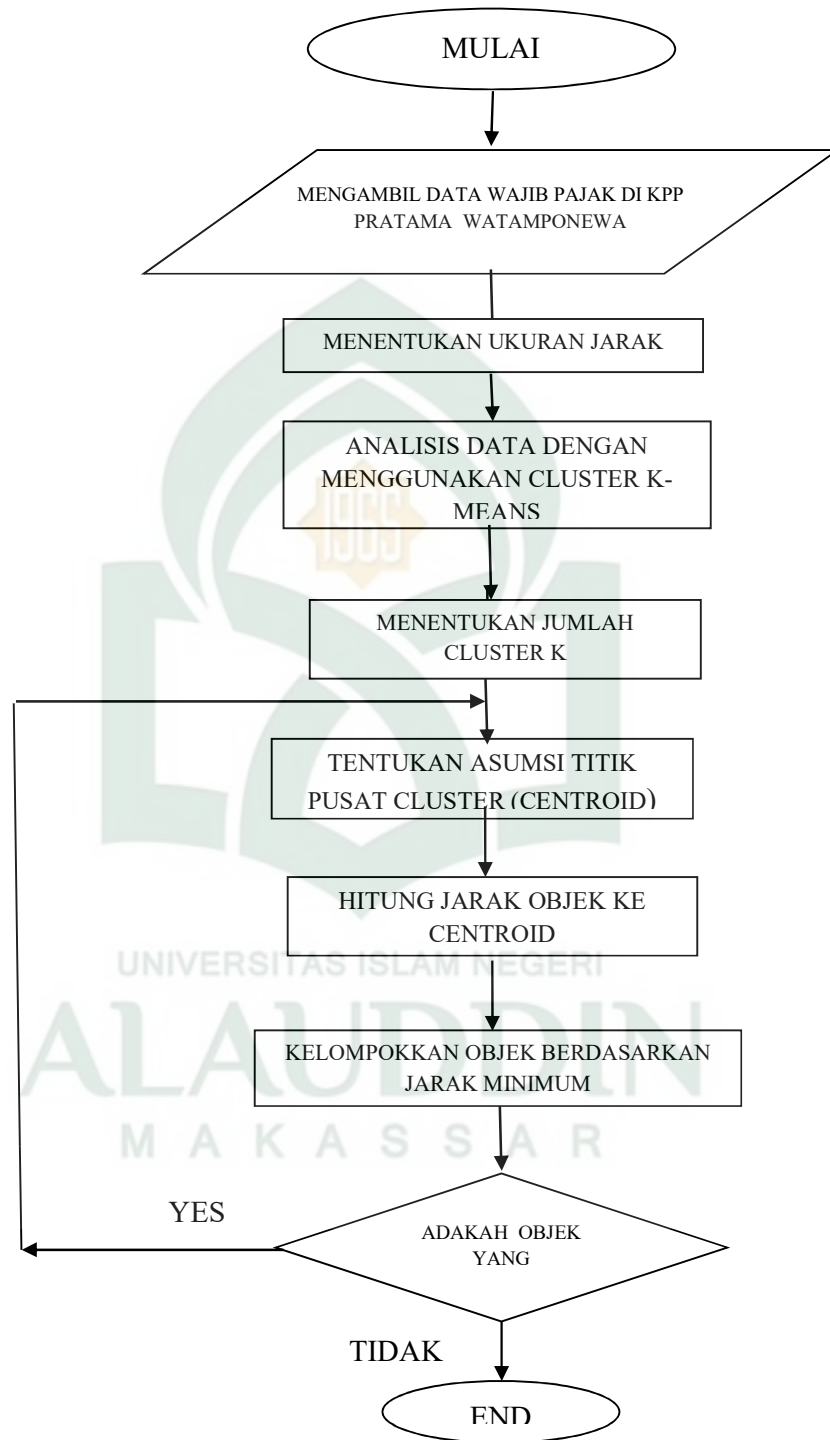 MULAI
MENGAMBIL DATA WAJIB PAJAK DI KPP
PRATAMA WATAMPONEWA
MENENTUKAN UKURAN JARAK
ANALISIS DATA DENGAN
MENGGUNAKAN CLUSTER K-
MEANS
1965
MENENTUKAN JUMLAH
CLUSTER K
TENTUKAN ASUMSI TITIK
PUSAT CLUSTER (CENTROID)
HITUNG JARAK OBJEK KE
CENTROID
UNIVERSITAS ISLAM NEGERI
ALAUDDIN
KELOMPOKKAN OBJEK BERDASARKAN
JARAK MINIMUM
MAKASSAR
YES
ADAKAH OBJEK
YANG
TIDAK
END